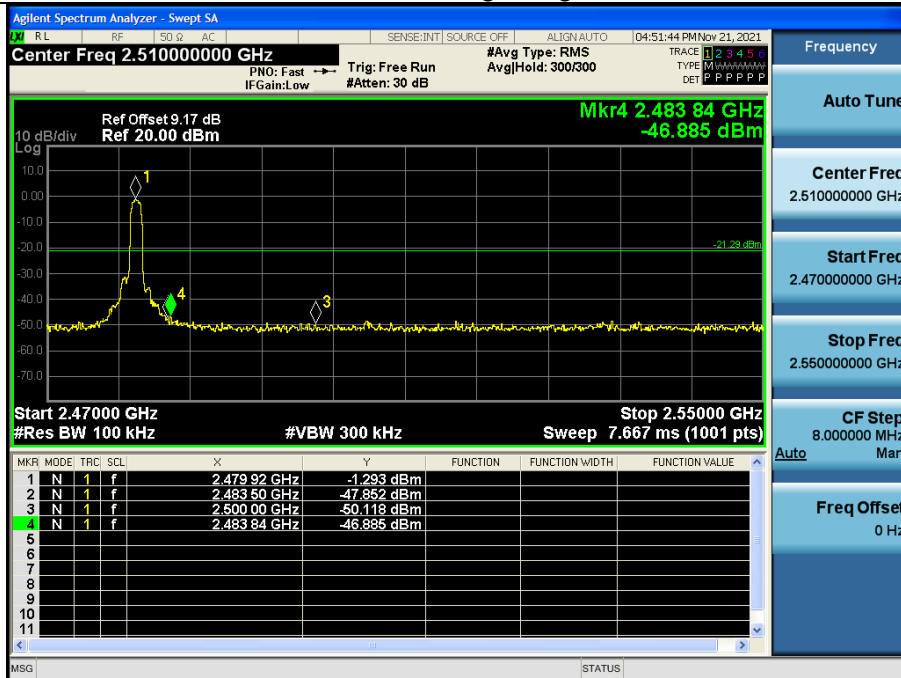 Agilent Spectrum Analyzer - Swept SA
LXI RL RF 50 Ω AC SENSE:INT SOURCE OFF ALIGN AUTO 04:51:44 PM Nov 21, 2021
Center Freq 2.510000000 GHz #Avg Type: RMS TRACE 1 2 3 4 5 6
PNO: Fast Trig: Free Run Avg|Hold: 300/300 TYPE M WWWWW
IFGain:Low #Atten: 30 dB DET P P P P P P
Mkr4 2.483 84 GHz
Ref Offset 9.17 dB
10 dB/div Ref 20.00 dBm -46.885 dBm
Log
10.0
1
0.00
-10.0
-20.0
-21.29 dBm
-30.0
-40.0
4
3
-50.0
-60.0
-70.0
Start 2.47000 GHz Stop 2.55000 GHz
#Res BW 100 kHz #VBW 300 kHz Sweep 7.667 ms (1001 pts)
MKR MODE TRC SCL X Y FUNCTION FUNCTION WIDTH FUNCTION VALUE
1 N 1 f 2.479 92 GHz -1.293 dBm
2 N 1 f 2.483 50 GHz -47.852 dBm
3 N 1 f 2.500 00 GHz -50.118 dBm
4 N 1 f 2.483 84 GHz -46.885 dBm
5
6
7
8
9
10
11
MSG STATUS
Frequency
Auto Tune
Center Freq
2.510000000 GHz
Start Freq
2.470000000 GHz
Stop Freq
2.550000000 GHz
CF Step
8.000000 MHz
Auto Man
Freq Offset
0 Hz